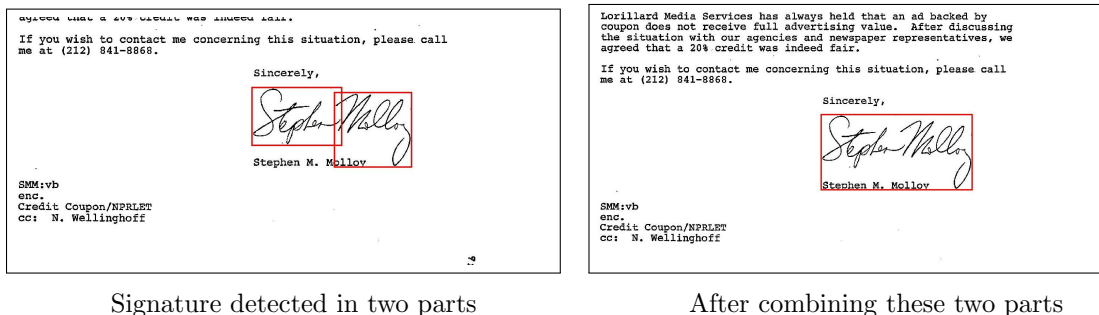 agreed that a 20% credit was indeed fair.
If you wish to contact me concerning this situation, please call
me at (212) 841-8868.
Sincerely,
Stephen Molloy
Stephen M. Molloy
SMM:vb
enc.
Credit Coupon/NPRLET
cc: N. Wellinghoff
Signature detected in two parts
Lorillard Media Services has always held that an ad backed by
coupon does not receive full advertising value. After discussing
the situation with our agencies and newspaper representatives, we
agreed that a 20% credit was indeed fair.
If you wish to contact me concerning this situation, please call
me at (212) 841-8868.
Sincerely,
Stephen Molloy
Stephen M. Molloy
SMM:vb
enc.
Credit Coupon/NPRLET
cc: N. Wellinghoff
After combining these two parts